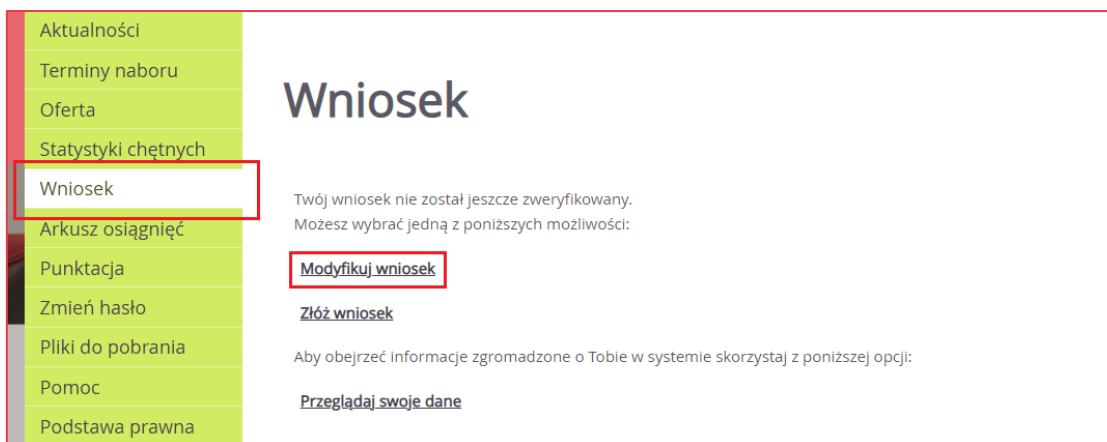 Aktualności
Terminy naboru
Oferta
Statystyki chętnych
Wniosek
Arkusz osiągnięć
Punktacja
Zmień hasło
Pliki do pobrania
Pomoc
Podstawa prawna
Wniosek
Twój wniosek nie został jeszcze zweryfikowany.
Możesz wybrać jedną z poniższych możliwości:
Modyfikuj wniosek
Złóż wniosek
Aby obejrzeć informacje zgromadzone o Tobie w systemie skorzystaj z poniższej opcji:
Przeglądaj swoje dane